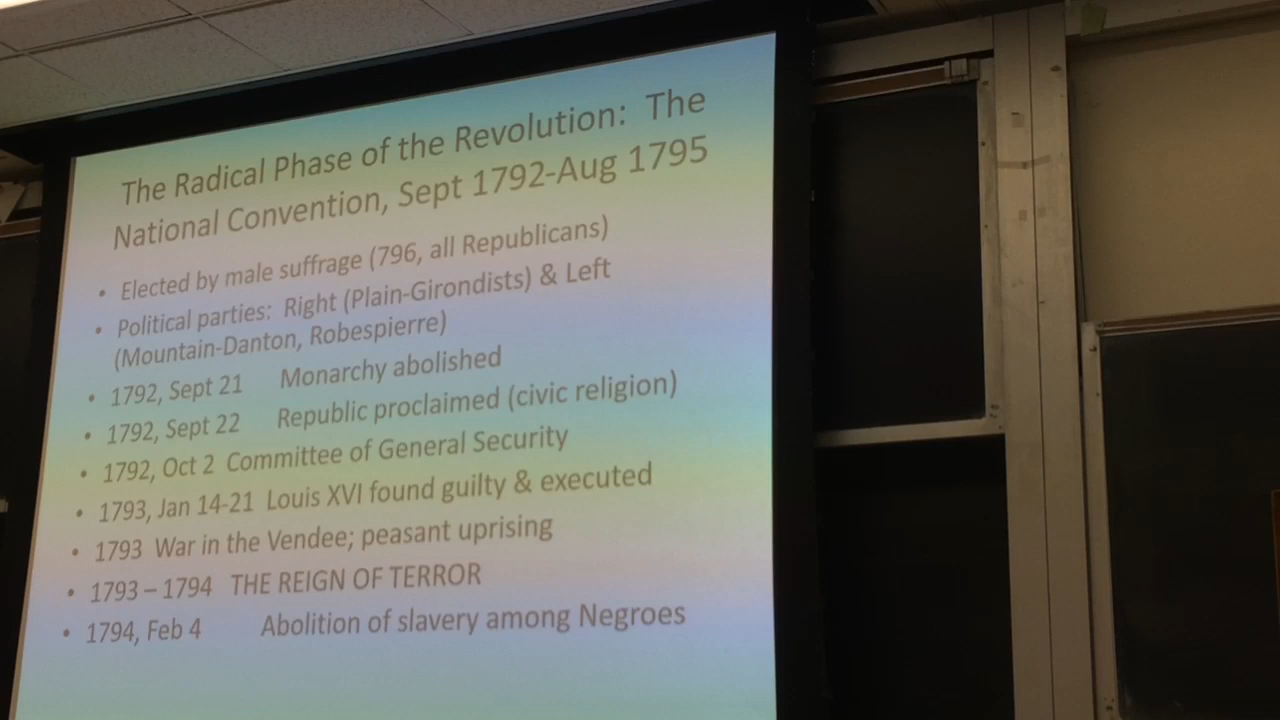 The Radical Phase of the Revolution: The
National Convention, Sept 1792-Aug 1795
• Elected by male suffrage (796, all Republicans)
• Political parties: Right (Plain-Girondists) & Left
(Mountain-Danton, Robespierre)
• 1792, Sept 21 Monarchy abolished
• 1792, Sept 22 Republic proclaimed (civic religion)
• 1792, Oct 2 Committee of General Security
• 1793, Jan 14-21 Louis XVI found guilty & executed
• 1793 War in the Vendee; peasant uprising
• 1793 – 1794 THE REIGN OF TERROR
• 1794, Feb 4 Abolition of slavery among Negroes